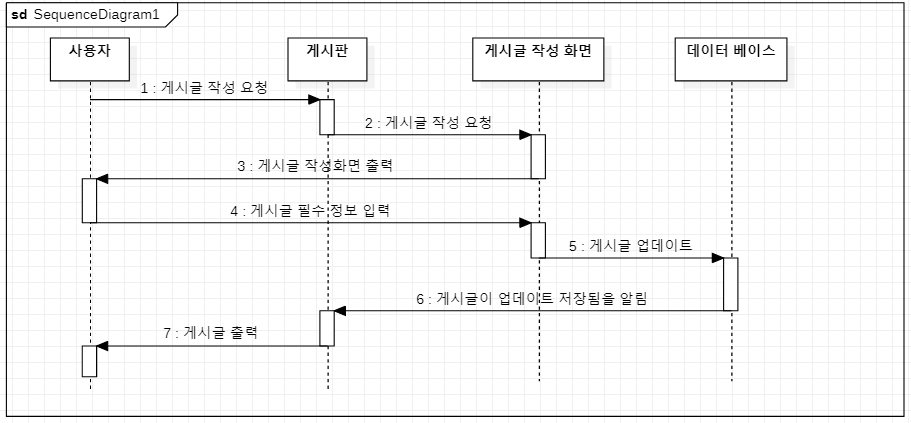 sd SequenceDiagram1
사용자
게시판
게시글 작성 화면
데이터 베이스
1 : 게시글 작성 요청
2 : 게시글 작성 요청
3 : 게시글 작성화면 출력
4 : 게시글 필수 정보 입력
5 : 게시글 업데이트
6 : 게시글이 업데이트 저장됨을 알림
7 : 게시글 출력